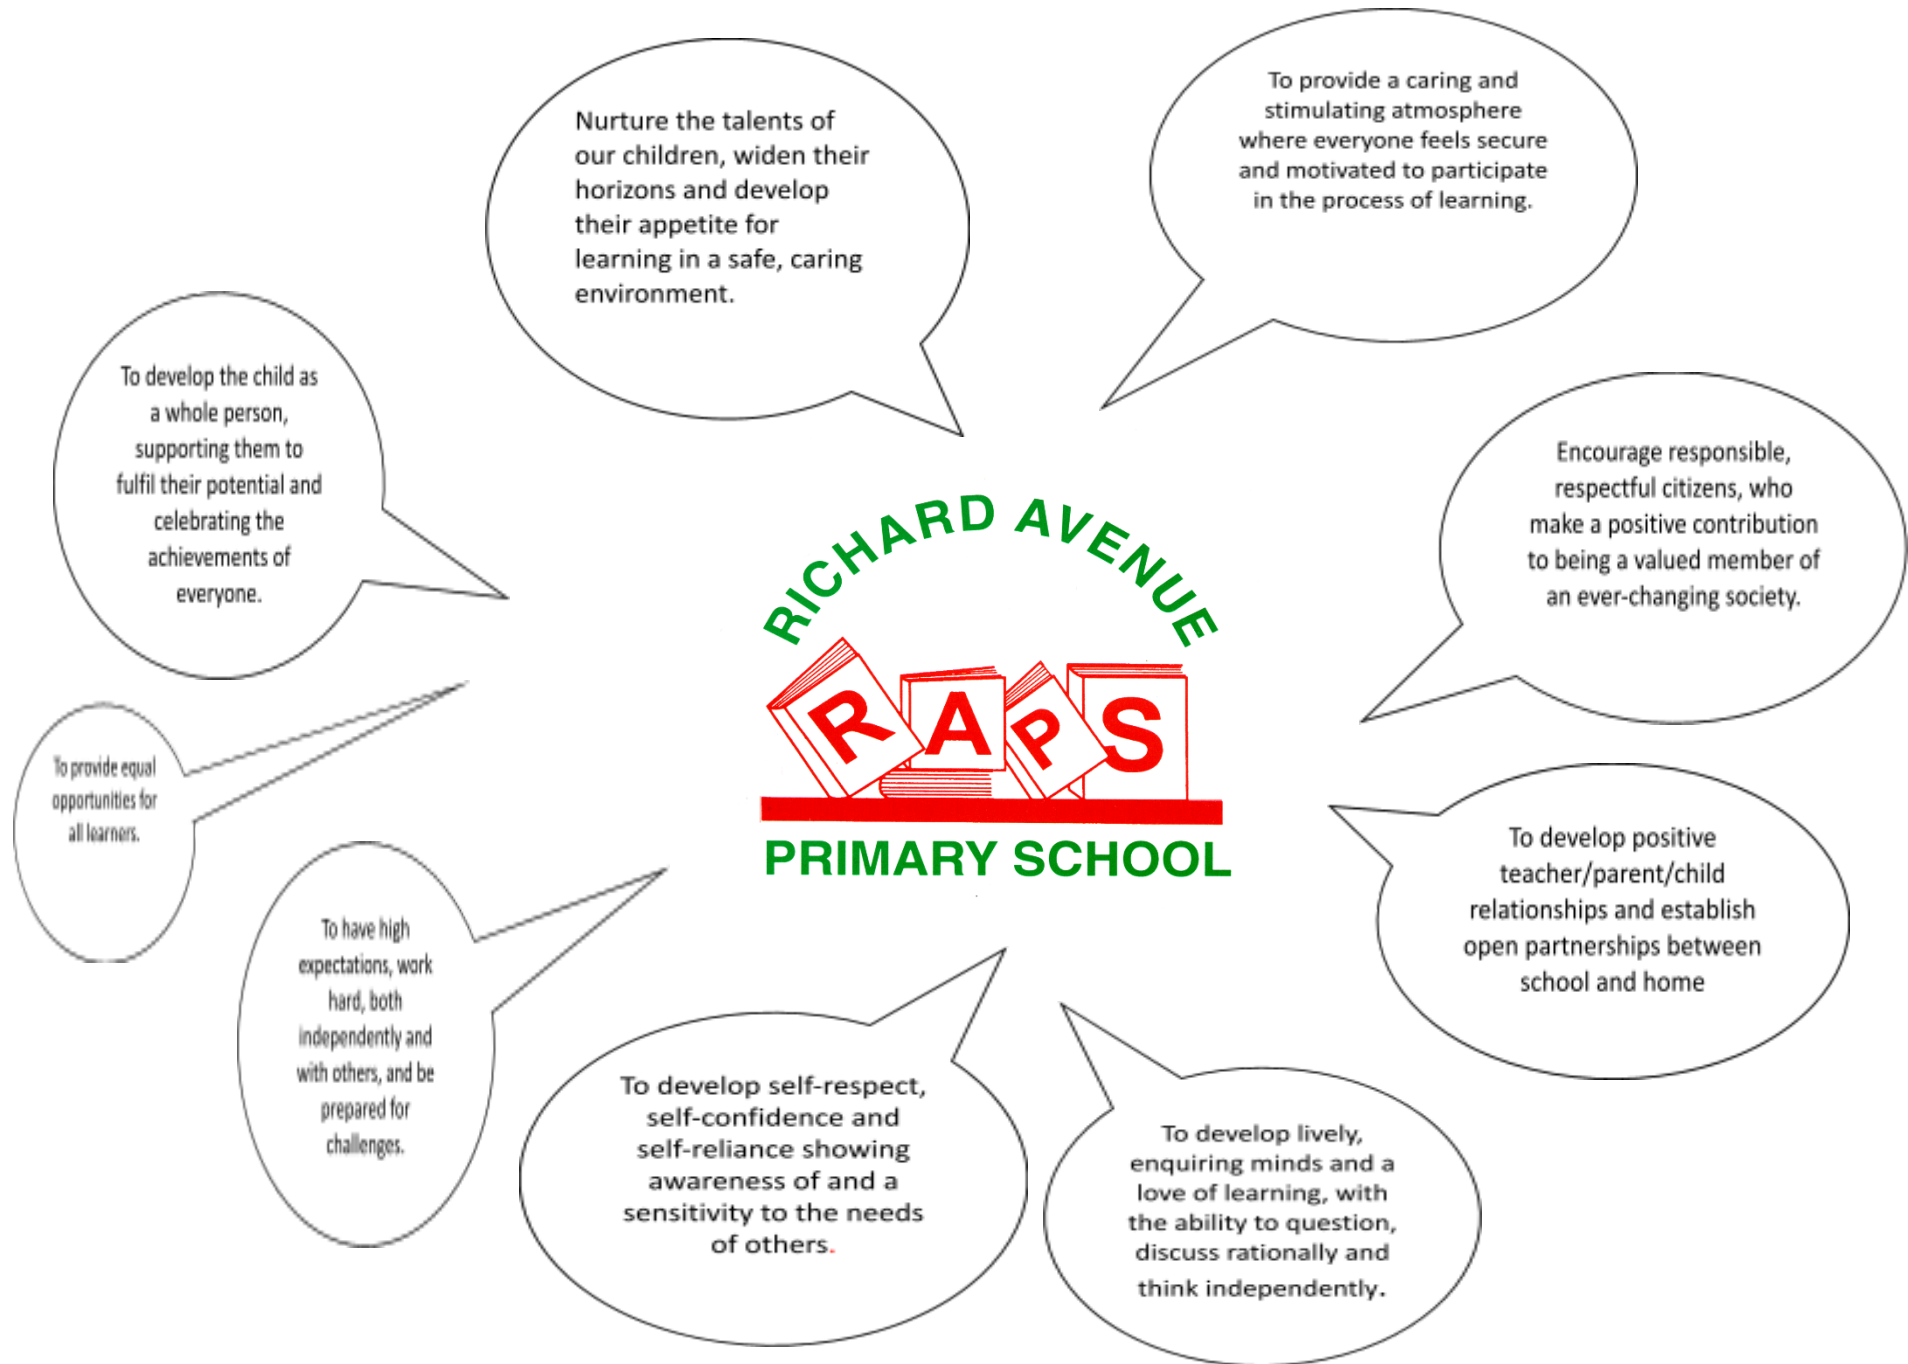 Nurture the talents of
our children, widen their
horizons and develop
their appetite for
learning in a safe, caring
environment.
To provide a caring and
stimulating atmosphere
where everyone feels secure
and motivated to participate
in the process of learning.
To develop the child as
a whole person,
supporting them to
fulfil their potential and
celebrating the
achievements of
everyone.
Encourage responsible,
respectful citizens, who
make a positive contribution
to being a valued member of
an ever-changing society.
RICHARD AVENUE
RAPS
PRIMARY SCHOOL
To provide equal
opportunities for
all learners.
To develop positive
teacher/parent/child
relationships and establish
open partnerships between
school and home
To have high
expectations, work
hard, both
independently and
with others, and be
prepared for
challenges.
To develop self-respect,
self-confidence and
self-reliance showing
awareness of and a
sensitivity to the needs
of others.
To develop lively,
enquiring minds and a
love of learning, with
the ability to question,
discuss rationally and
think independently.